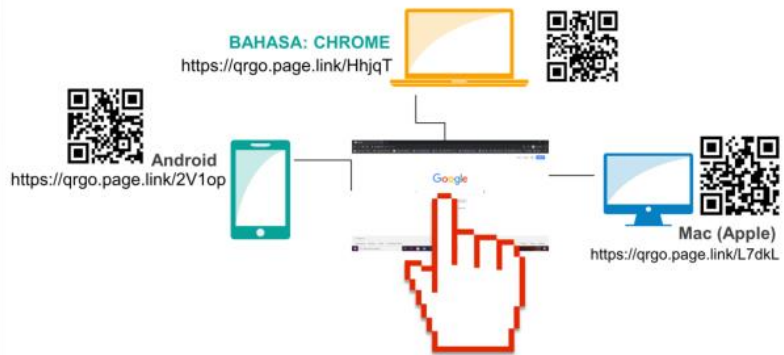 BAHASA: CHROME
https://qrgo.page.link/HhjqT
Android
https://qrgo.page.link/2V1op
Google
Mac (Apple)
https://qrgo.page.link/L7dkL